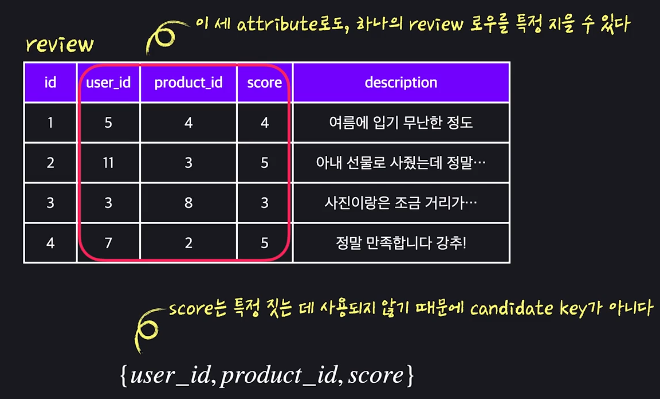 이 세 attribute로도, 하나의 review 로우를 특정 지을 수 있다
review
id user_id product_id score description
1 5 4 4 여름에 입기 무난한 정도
2 11 3 5 아내 선물로 사줬는데 정말…
3 3 8 3 사진이랑은 조금 거리가…
4 7 2 5 정말 만족합니다 강추!
score는 특정 짓는 데 사용되지 않기 때문에 candidate key가 아니다
{user_id, product_id, score}